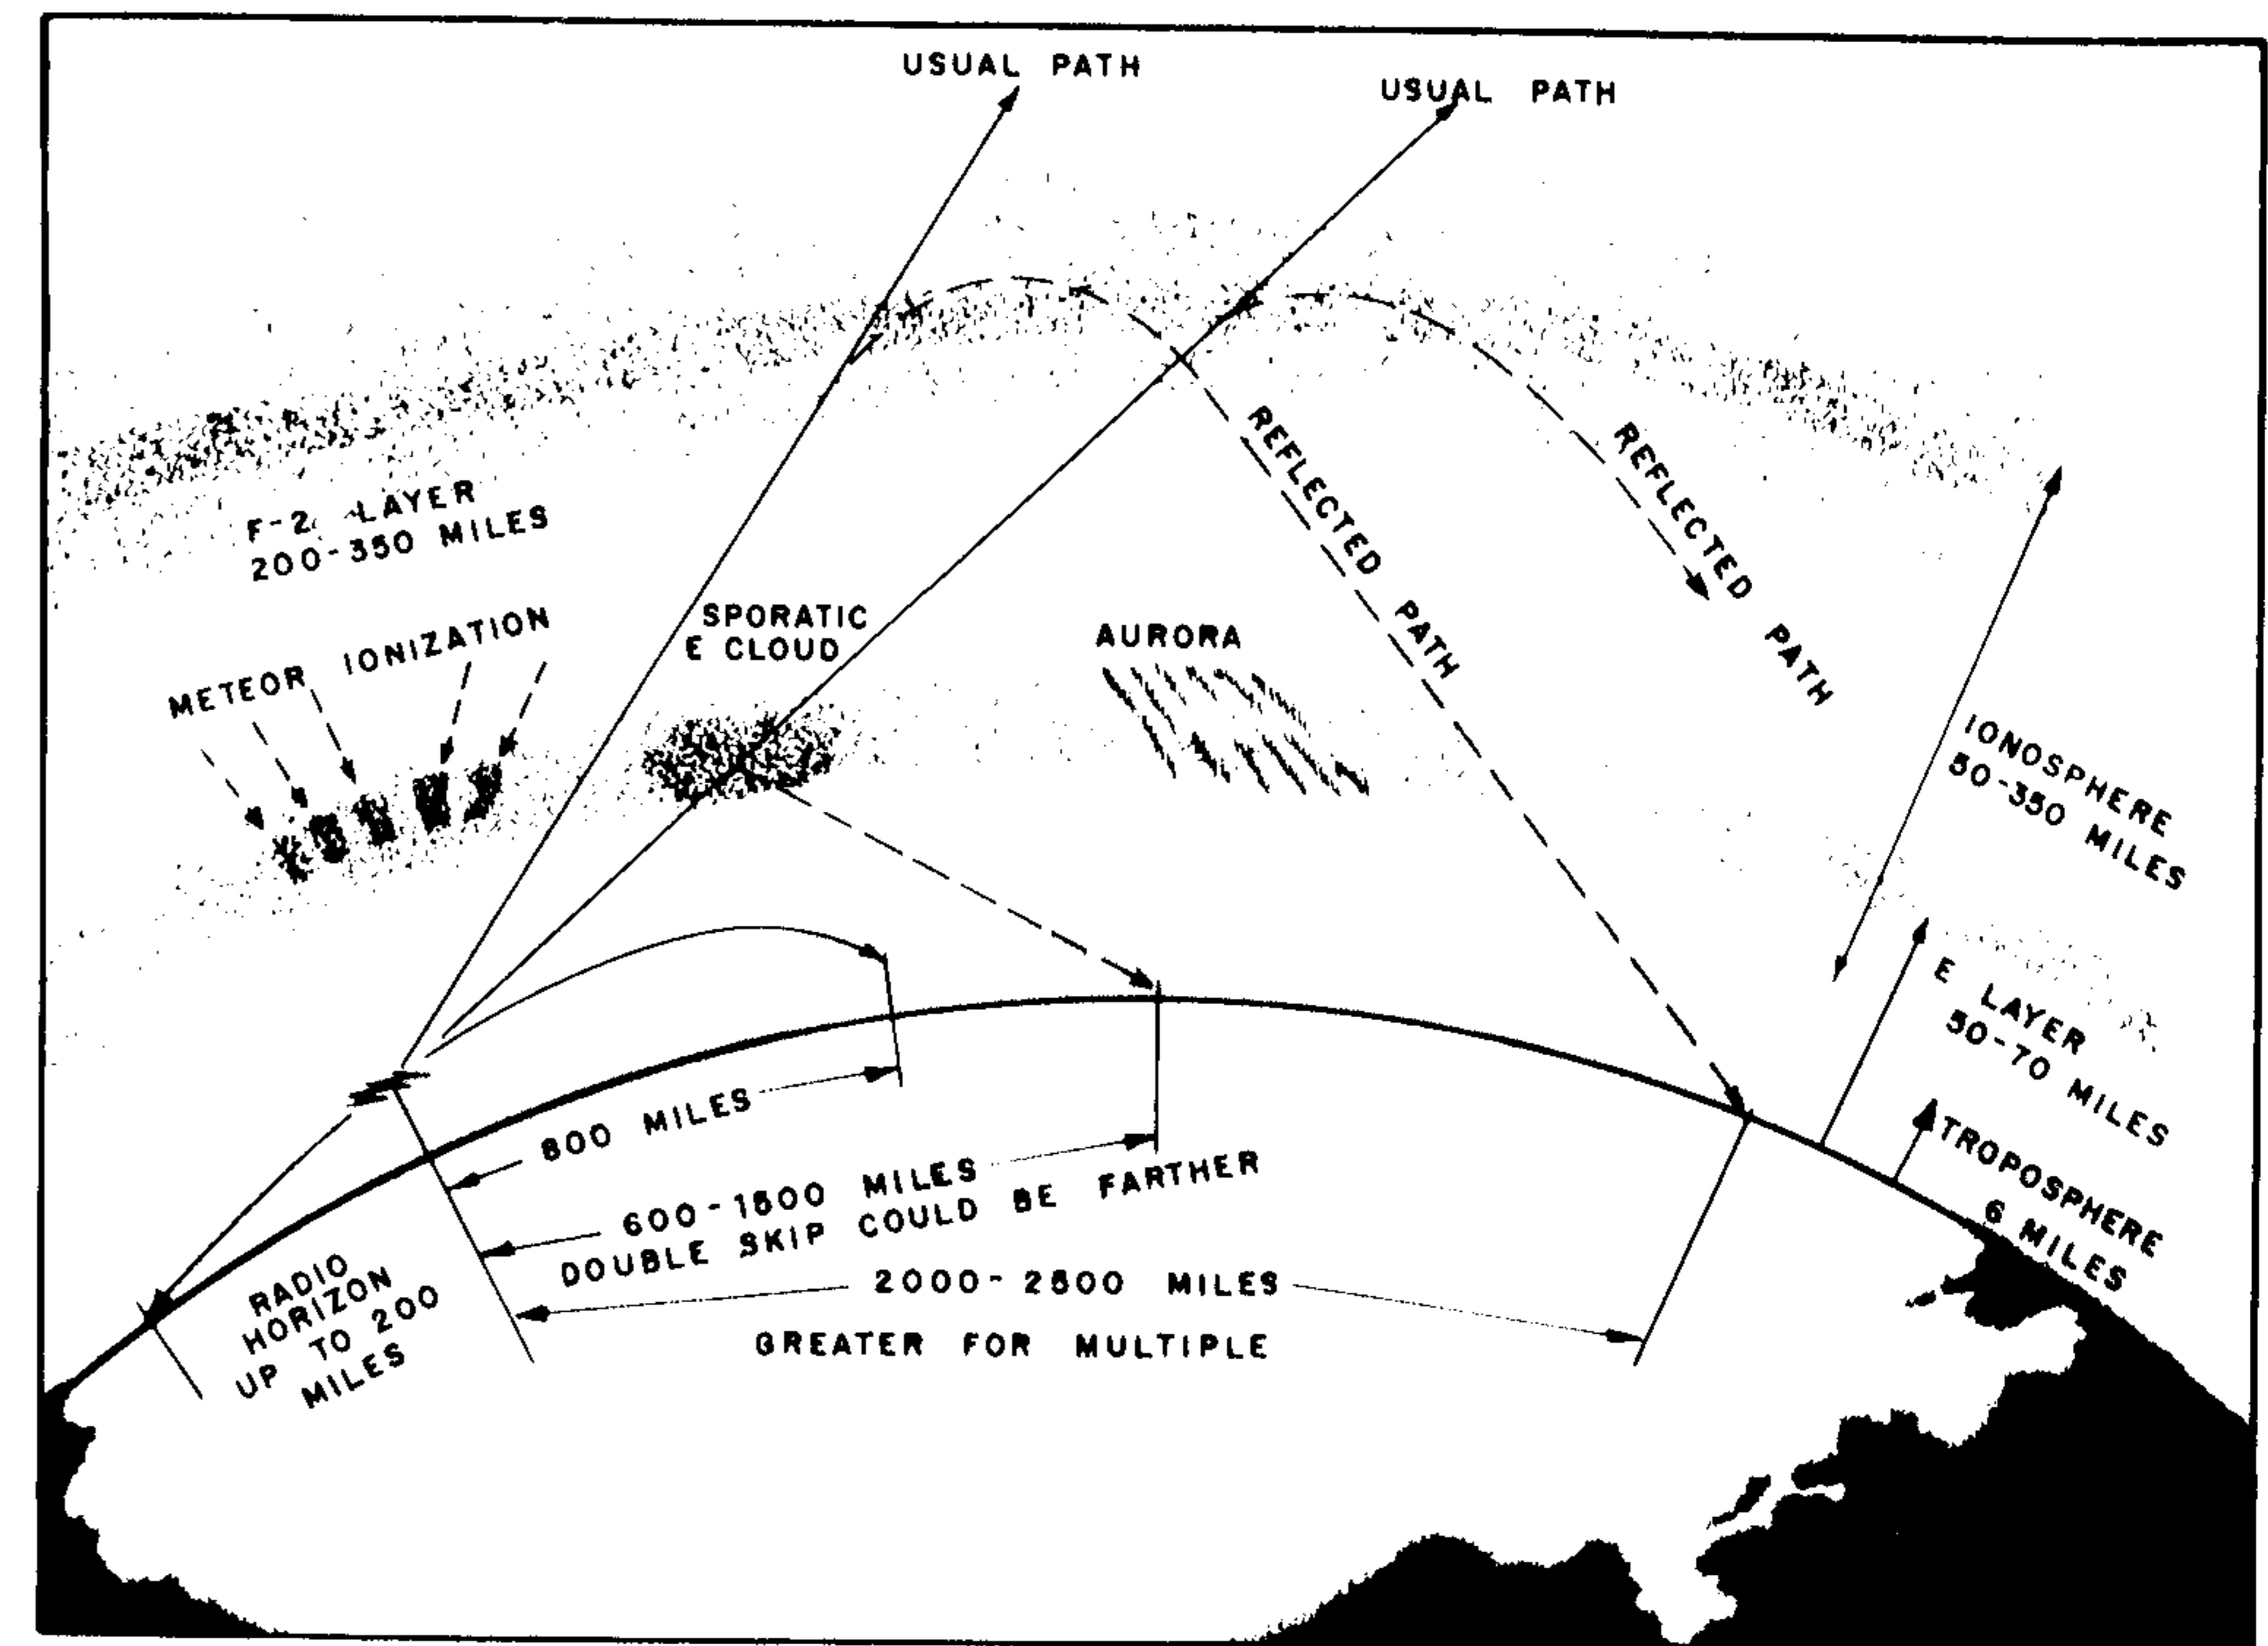 USUAL PATH
USUAL PATH
F-2 LAYER
200-350 MILES
METEOR IONIZATION
SPORATIC
E CLOUD
AURORA
REFLECTED PATH
REFLECTED PATH
IONOSPHERE
50-350 MILES
E LAYER
50-70 MILES
TROPOSPHERE
6 MILES
800 MILES
600-1500 MILES
DOUBLE SKIP COULD BE FARTHER
2000-2500 MILES
GREATER FOR MULTIPLE
RADIO
HORIZON
UP TO 200
MILES